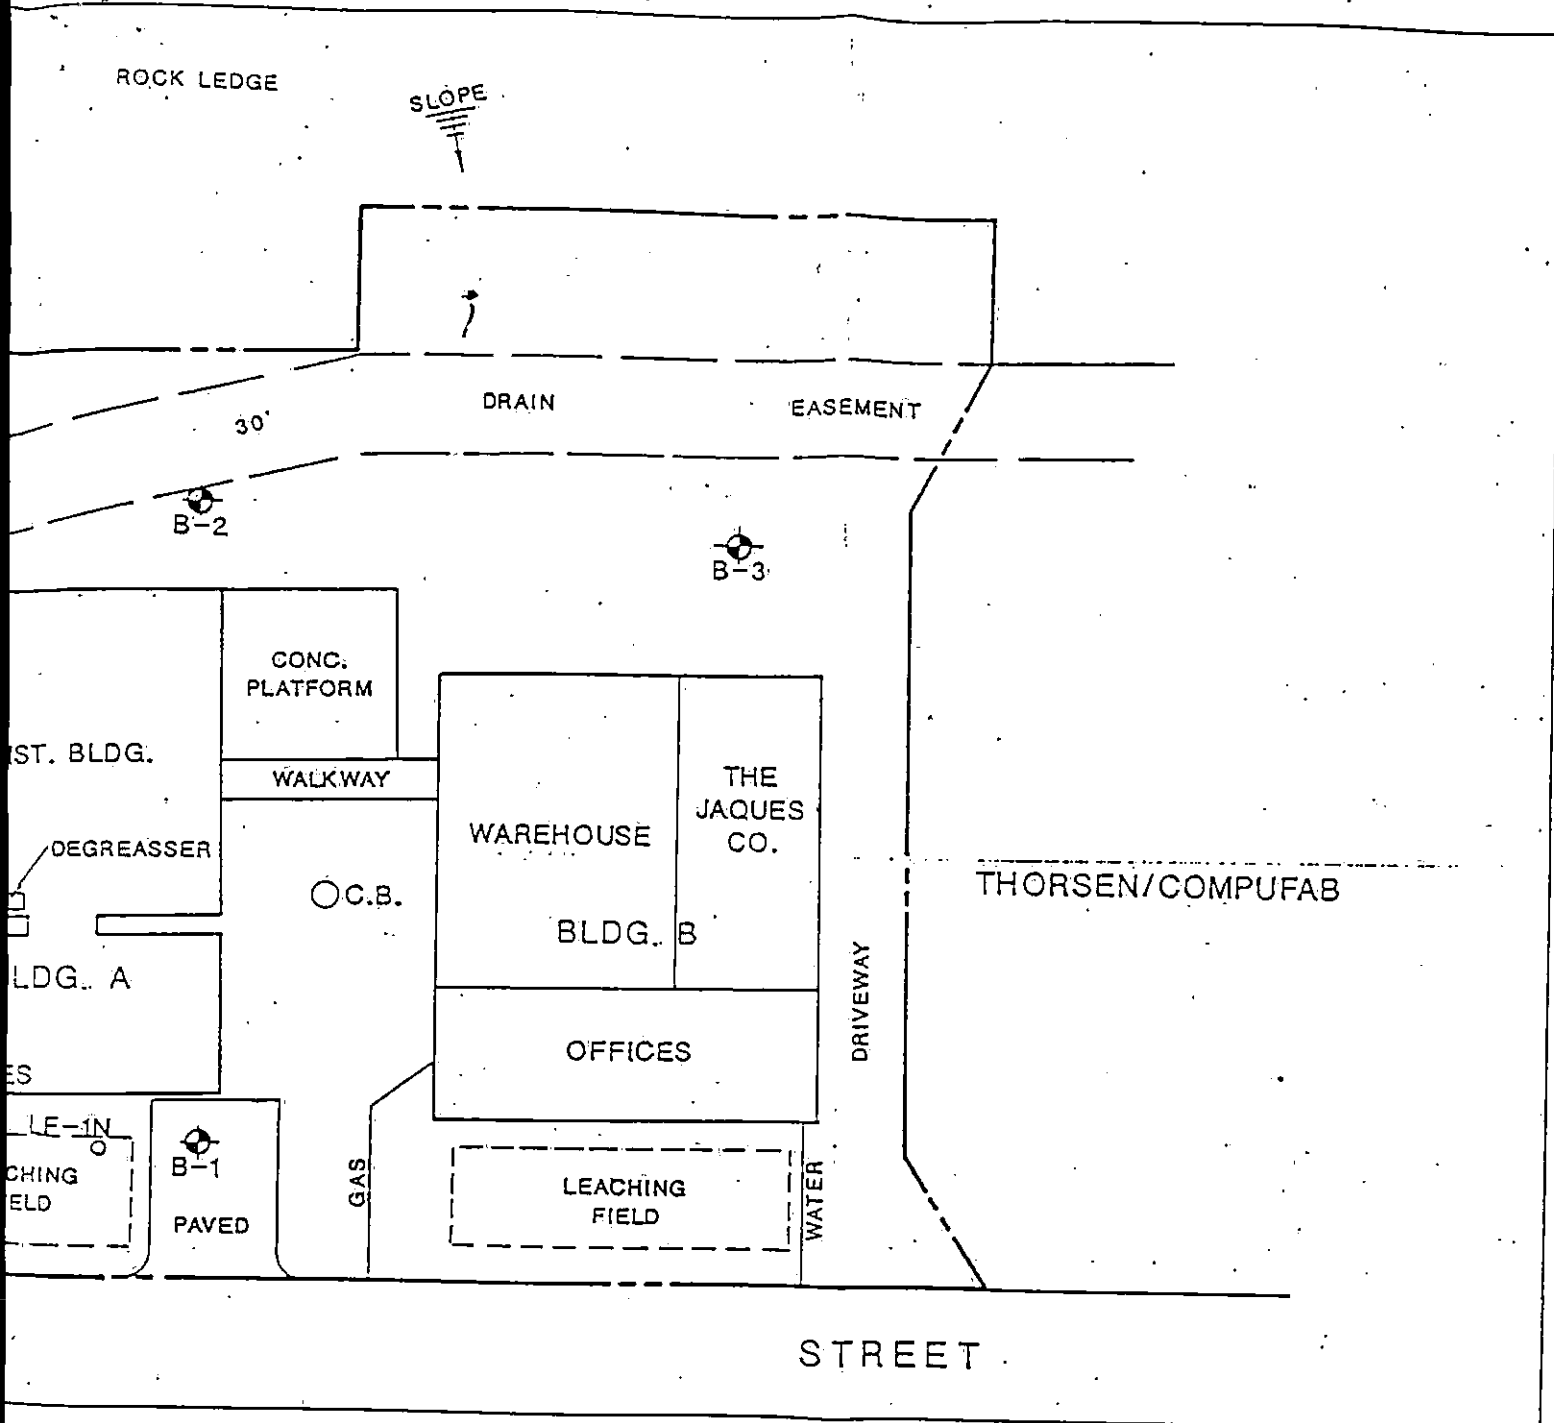 ROCK LEDGE
SLOPE
DRAIN
EASEMENT
30'
B-2
B-3
CONC.
PLATFORM
IST. BLDG.
WALKWAY
THE
JAQUES
CO.
WAREHOUSE
DEGREASSER
THORSEN/COMPUFAB
C.B.
BLDG. B
LDG. A
DRIVEWAY
OFFICES
ES
LE-1N
B-1
CHING
ELD
GAS
LEACHING
FIELD
WATER
PAVED
STREET